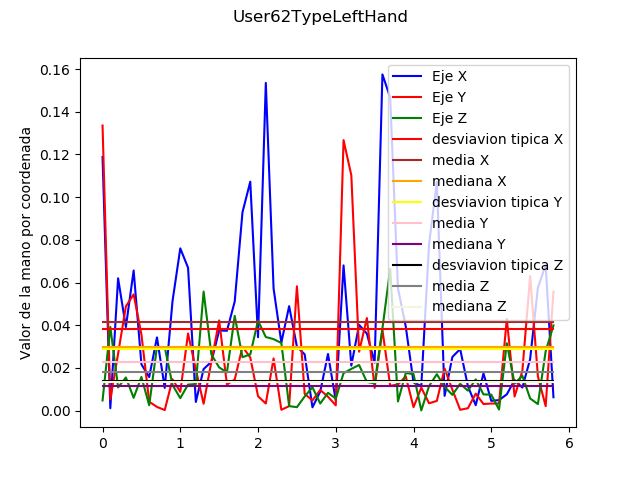 User62TypeLeftHand
Valor de la mano por coordenada
0.16
0.14
0.12
0.10
0.08
0.06
0.04
0.02
0.00
0
1
2
3
4
5
6
Eje X
Eje Y
Eje Z
desviavion tipica X
media X
mediana X
desviavion tipica Y
media Y
mediana Y
desviavion tipica Z
media Z
mediana Z